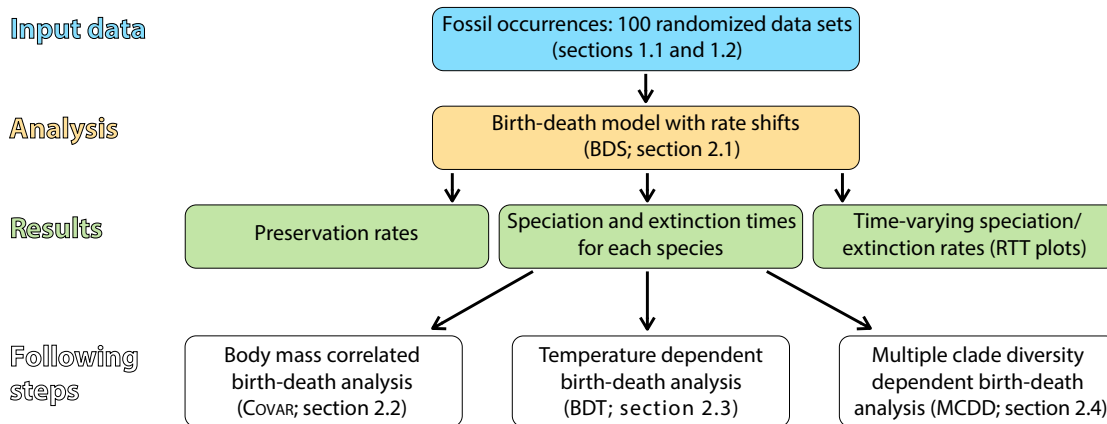 Input data
Fossil occurrences: 100 randomized data sets
(sections 1.1 and 1.2)
Analysis
Birth-death model with rate shifts
(BDS; section 2.1)
Results
Preservation rates
Speciation and extinction times
for each species
Time-varying speciation/
extinction rates (RTT plots)
Following
steps
Body mass correlated
birth-death analysis
(COVAR; section 2.2)
Temperature dependent
birth-death analysis
(BDT; section 2.3)
Multiple clade diversity
dependent birth-death
analysis (MCDD; section 2.4)